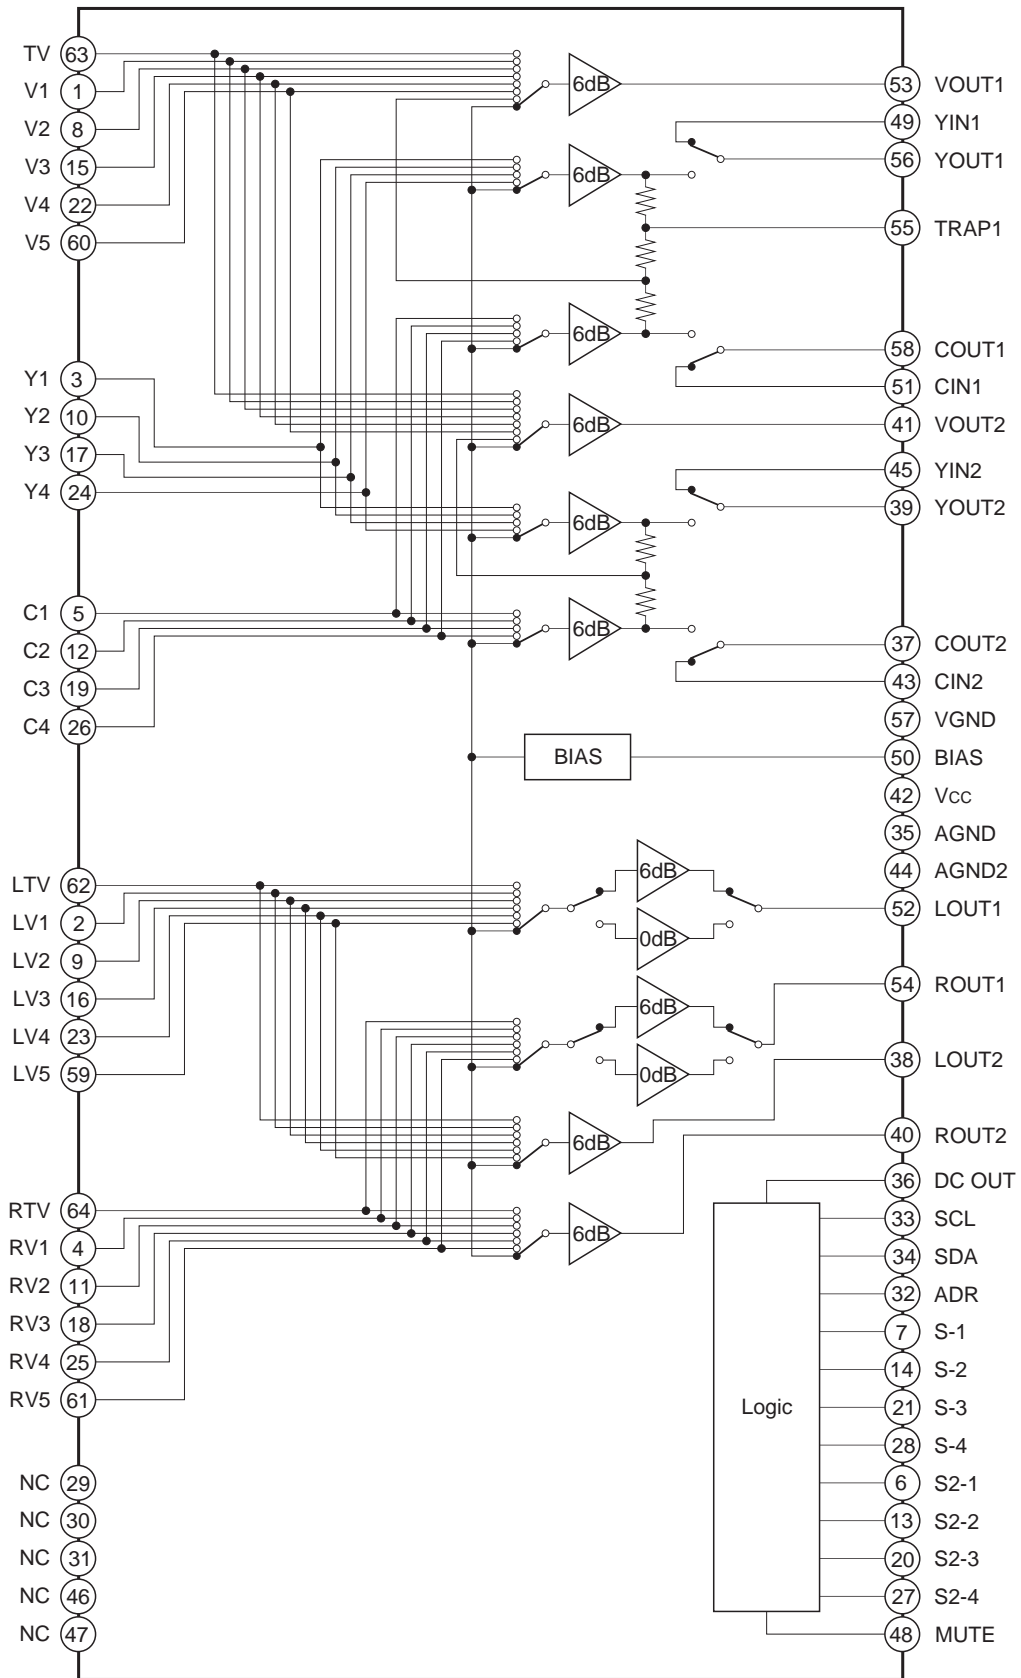 TV 63
V1 1
V2 8
V3 15
V4 22
V5 60
Y1 3
Y2 10
Y3 17
Y4 24
C1 5
C2 12
C3 19
C4 26
LTV 62
LV1 2
LV2 9
LV3 16
LV4 23
LV5 59
RTV 64
RV1 4
RV2 11
RV3 18
RV4 25
RV5 61
NC 29
NC 30
NC 31
NC 46
NC 47
6dB
6dB
6dB
6dB
6dB
6dB
BIAS
6dB
0dB
6dB
0dB
6dB
6dB
Logic
53 VOUT1
49 YIN1
56 YOUT1
55 TRAP1
58 COUT1
51 CIN1
41 VOUT2
45 YIN2
39 YOUT2
37 COUT2
43 CIN2
57 VGND
50 BIAS
42 VCC
35 AGND
44 AGND2
52 LOUT1
54 ROUT1
38 LOUT2
40 ROUT2
36 DC OUT
33 SCL
34 SDA
32 ADR
7 S-1
14 S-2
21 S-3
28 S-4
6 S2-1
13 S2-2
20 S2-3
27 S2-4
48 MUTE